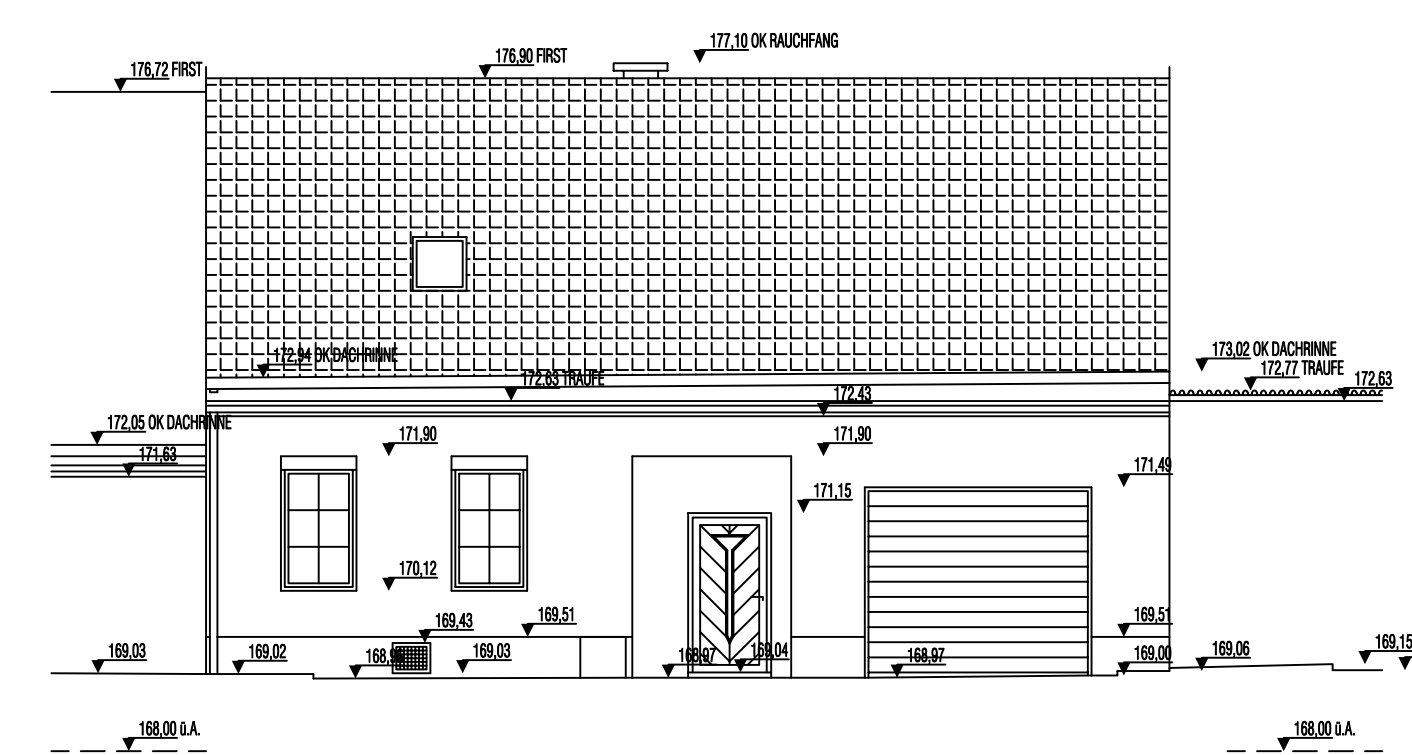 177,10 OK RAUCHFANG
176,90 FIRST
176,72 FIRST
172,94 OK DACHRINNE
173,02 OK DACHRINNE
172,77 TRAUFE
172,63 TRAUFE
172,63
172,43
172,05 OK DACHRINNE
171,90
171,90
171,63
171,49
171,15
170,12
169,43
169,51
169,51
169,03
169,02
169,03
168,97
169,04
168,97
169,00
169,06
169,15
168,00 ü.A.
168,00 ü.A.